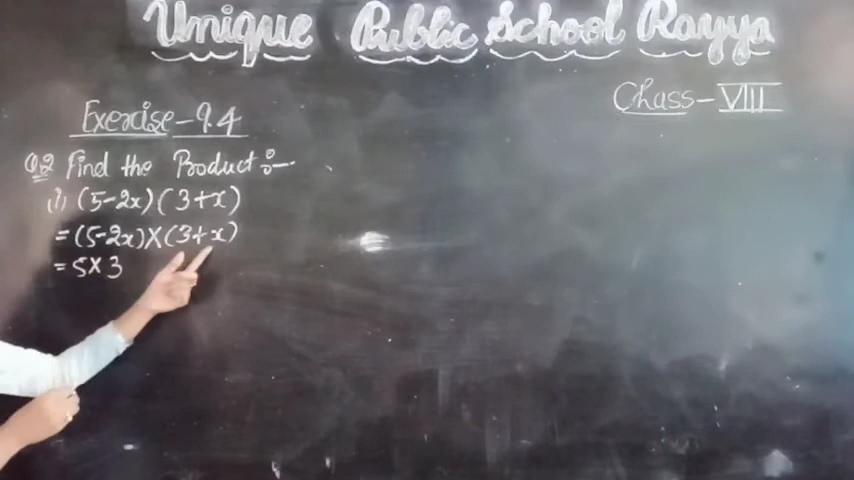 Unique Public School Rayya
Class-VIII
Exercise-9.4
Q.2 Find the Product:-
(i) (5-2x) (3+x)
= (5-2x)X(3+x)
= 5X3